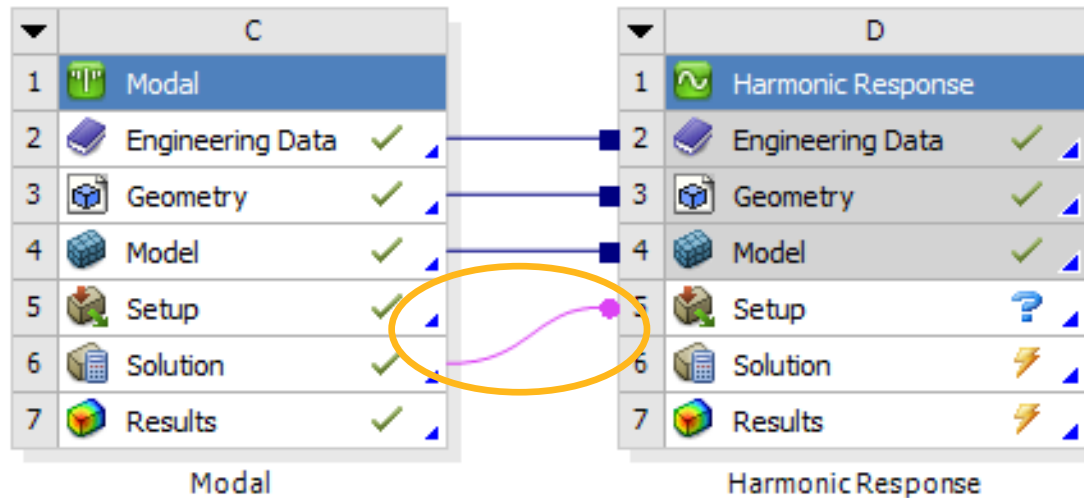 C
1 Modal
2 Engineering Data
3 Geometry
4 Model
5 Setup
6 Solution
7 Results
Modal
D
1 Harmonic Response
2 Engineering Data
3 Geometry
4 Model
5 Setup ?
6 Solution
7 Results
Harmonic Response